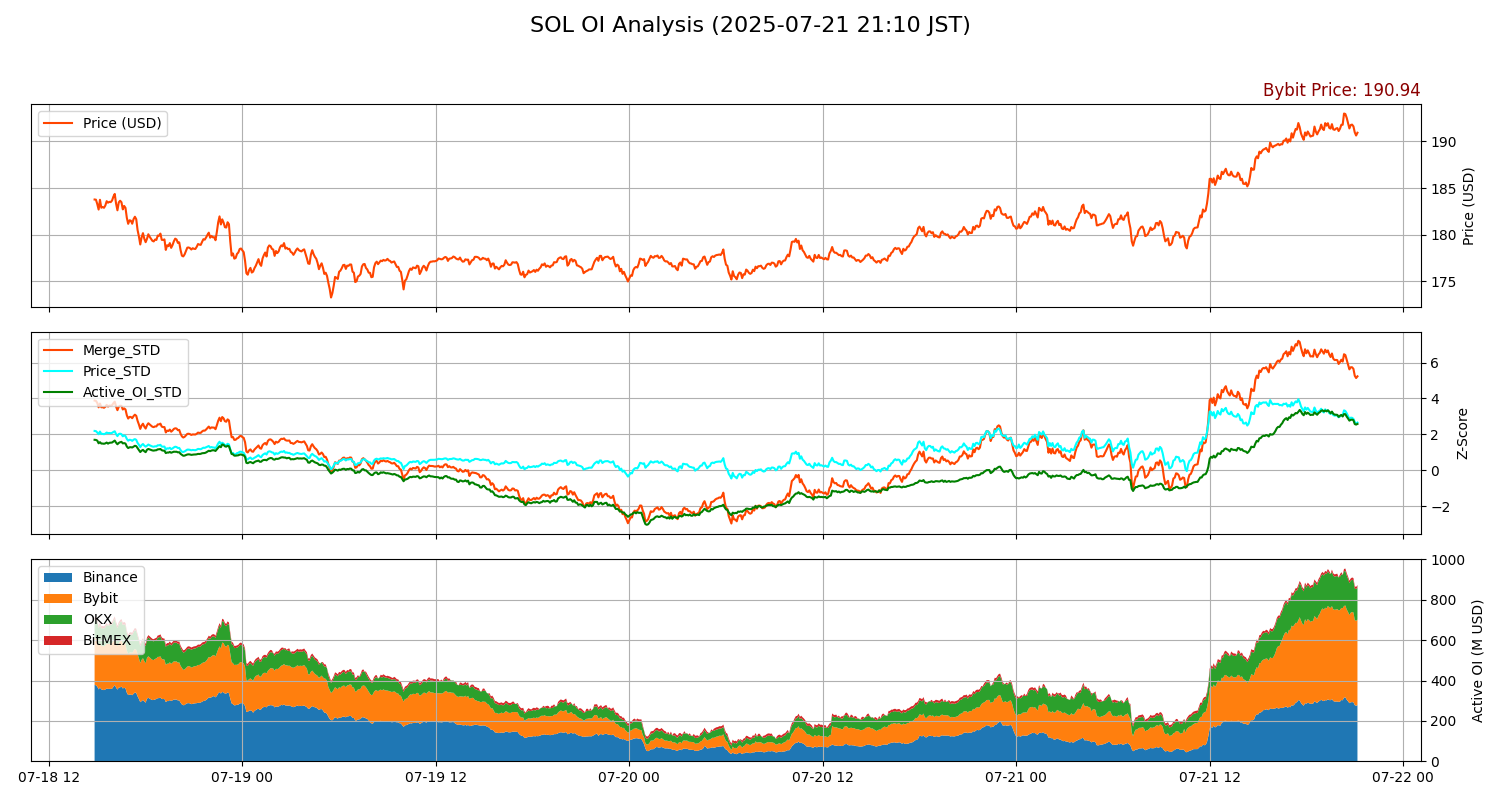 SOL OI Analysis (2025-07-21 21:10 JST)
Bybit Price: 190.94
Price (USD)
190
185
180
175
Price (USD)
Merge_STD
Price_STD
Active_OI_STD
6
4
2
0
−2
Z-Score
Binance
Bybit
OKX
BitMEX
1000
800
600
400
200
0
Active OI (M USD)
07-18 12
07-19 00
07-19 12
07-20 00
07-20 12
07-21 00
07-21 12
07-22 00